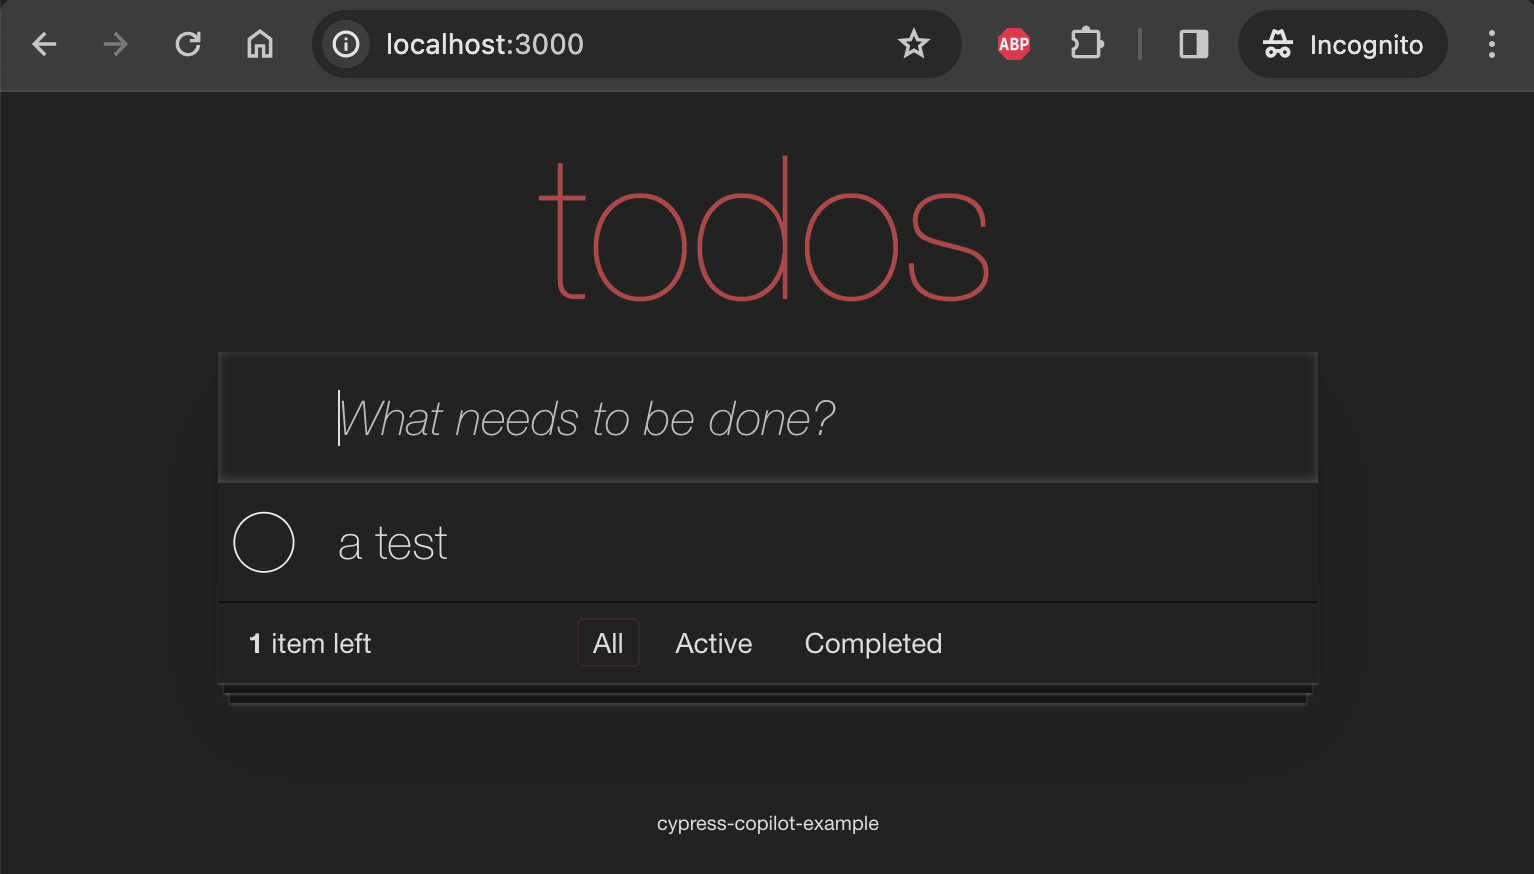 localhost:3000
ABP
Incognito
todos
What needs to be done?
a test
1 item left
All
Active
Completed
cypress-copilot-example